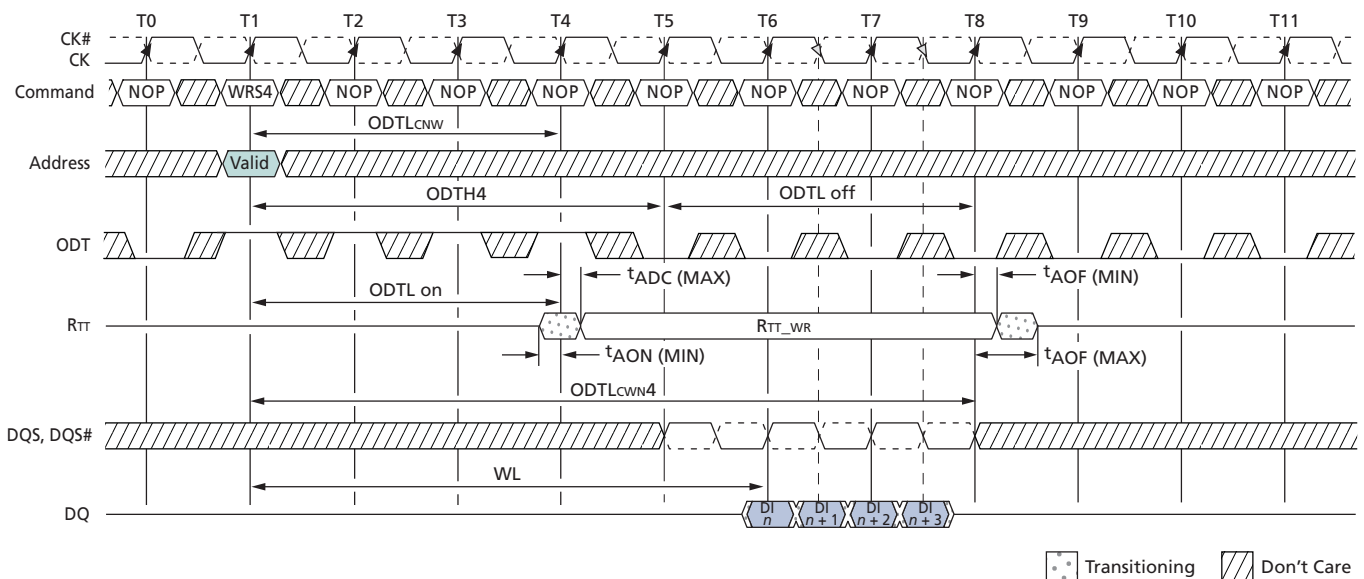 T0 T1 T2 T3 T4 T5 T6 T7 T8 T9 T10 T11
CK#
CK
Command NOP WRS4 NOP NOP NOP NOP NOP NOP NOP NOP NOP NOP
ODTLCNW
Address Valid
ODTH4 ODTL off
ODT
tADC (MAX) tAOF (MIN)
ODTL on
RTT RTT_WR
tAON (MIN) tAOF (MAX)
ODTLCWN4
DQS, DQS#
WL
DQ DI n DI n + 1 DI n + 2 DI n + 3
Transitioning Don't Care